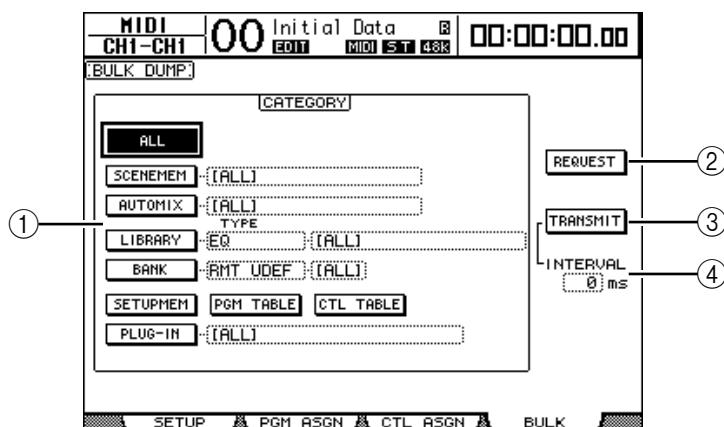 MIDI
CH1-CH1
00 Initial Data R
EDIT MIDI ST 48k
00:00:00.00
BULK DUMP
CATEGORY
ALL
SCENEMEM [ALL]
AUTOMIX [ALL]
TYPE
LIBRARY EQ [ALL]
BANK RMT UDEF [ALL]
SETUPMEM PGM TABLE CTL TABLE
PLUG-IN [ALL]
REQUEST
TRANSMIT
INTERVAL
0 ms
1
2
3
4
SETUP PGM ASGN CTL ASGN BULK